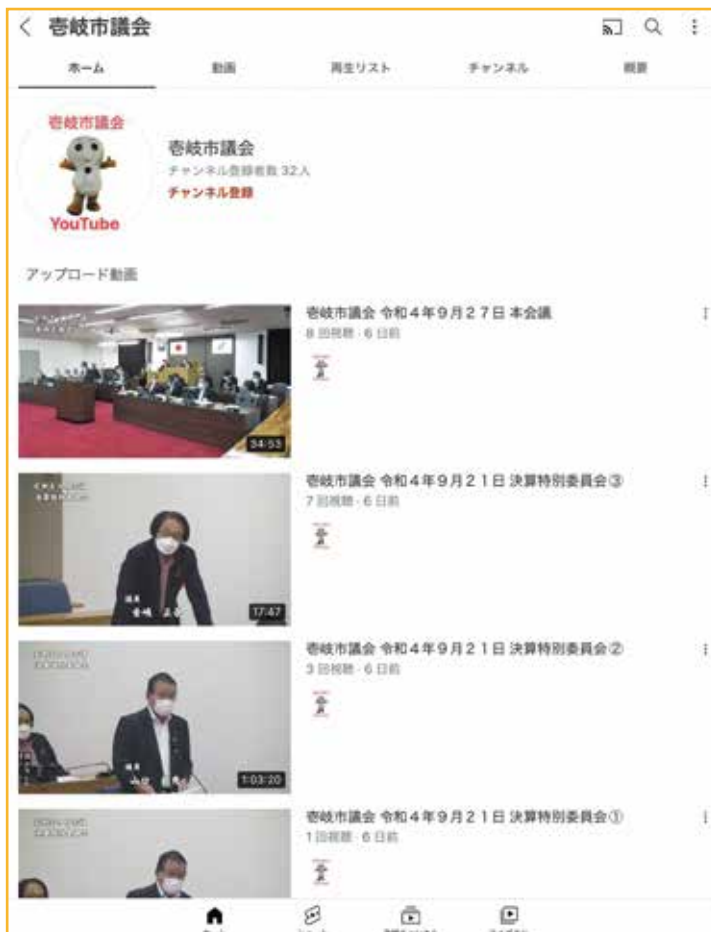 壱岐市議会
ホーム
動画
再生リスト
チャンネル
概要
壱岐市議会
YouTube
壱岐市議会
チャンネル登録者数 32人
チャンネル登録
アップロード動画
34:53
壱岐市議会 令和4年9月27日 本会議
8 回視聴・6 日前
議員
17:47
壱岐市議会 令和4年9月21日 決算特別委員会③
7 回視聴・6 日前
議員
1:03:20
壱岐市議会 令和4年9月21日 決算特別委員会②
3 回視聴・6 日前
壱岐市議会 令和4年9月21日 決算特別委員会①
1 回視聴・6 日前